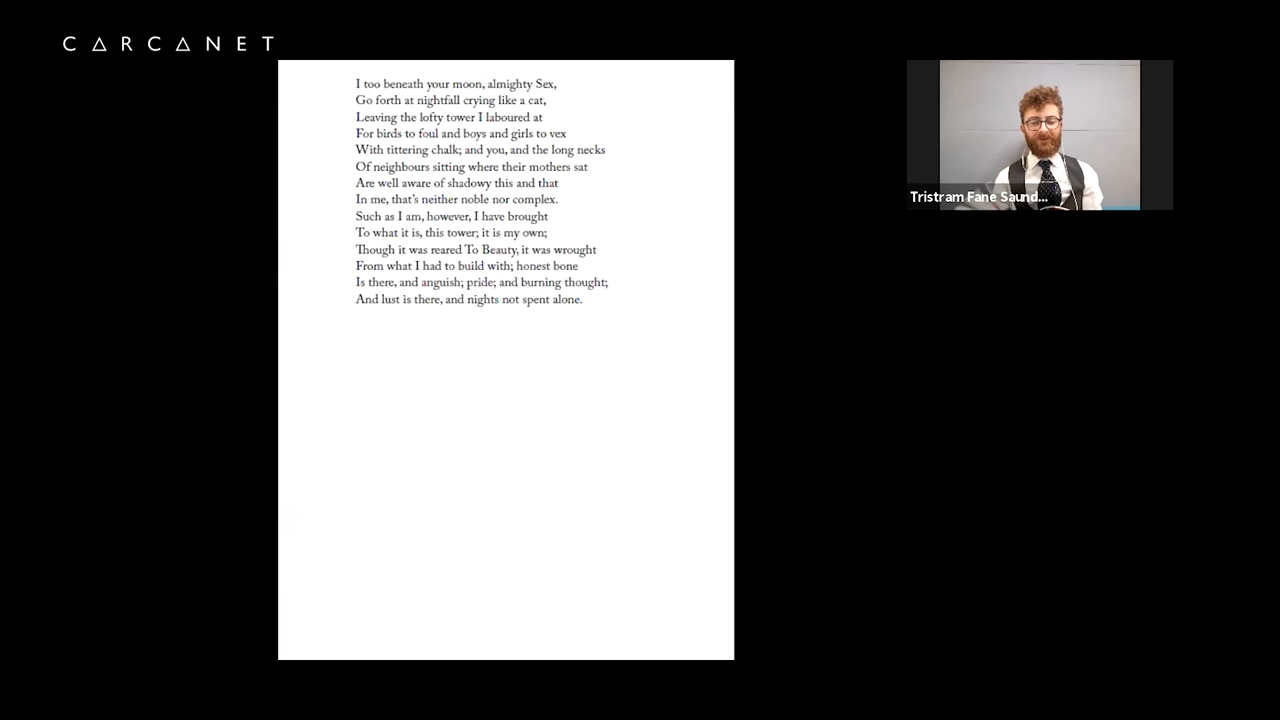 CARCANET
I too beneath your moon, almighty Sex,
Go forth at nightfall crying like a cat,
Leaving the lofty tower I laboured at
For birds to foul and boys and girls to vex
With tittering chalk; and you, and the long necks
Of neighbours sitting where their mothers sat
Are well aware of shadowy this and that
In me, that’s neither noble nor complex.
Such as I am, however, I have brought
To what it is, this tower; it is my own;
Though it was reared To Beauty, it was wrought
From what I had to build with; honest bone
Is there, and anguish; pride; and burning thought;
And lust is there, and nights not spent alone.
Tristram Fane Saund...